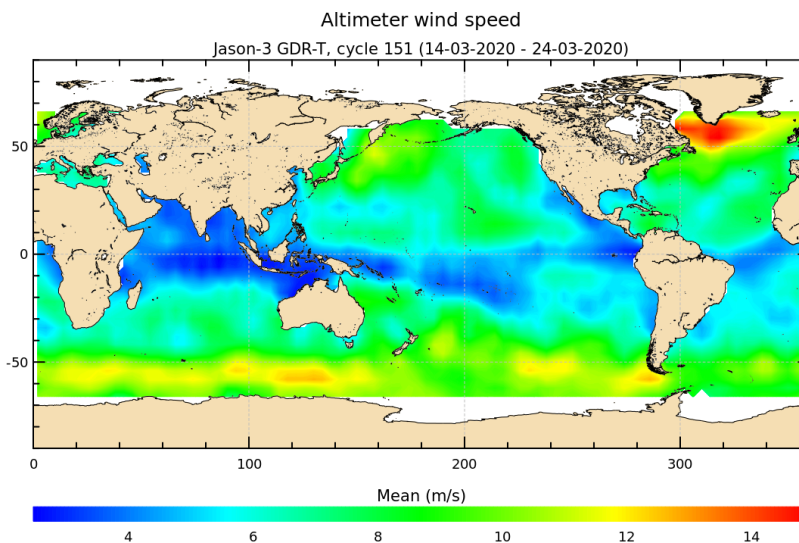 Altimeter wind speed
Jason-3 GDR-T, cycle 151 (14-03-2020 - 24-03-2020)
50
0
-50
0 100 200 300
Mean (m/s)
4 6 8 10 12 14